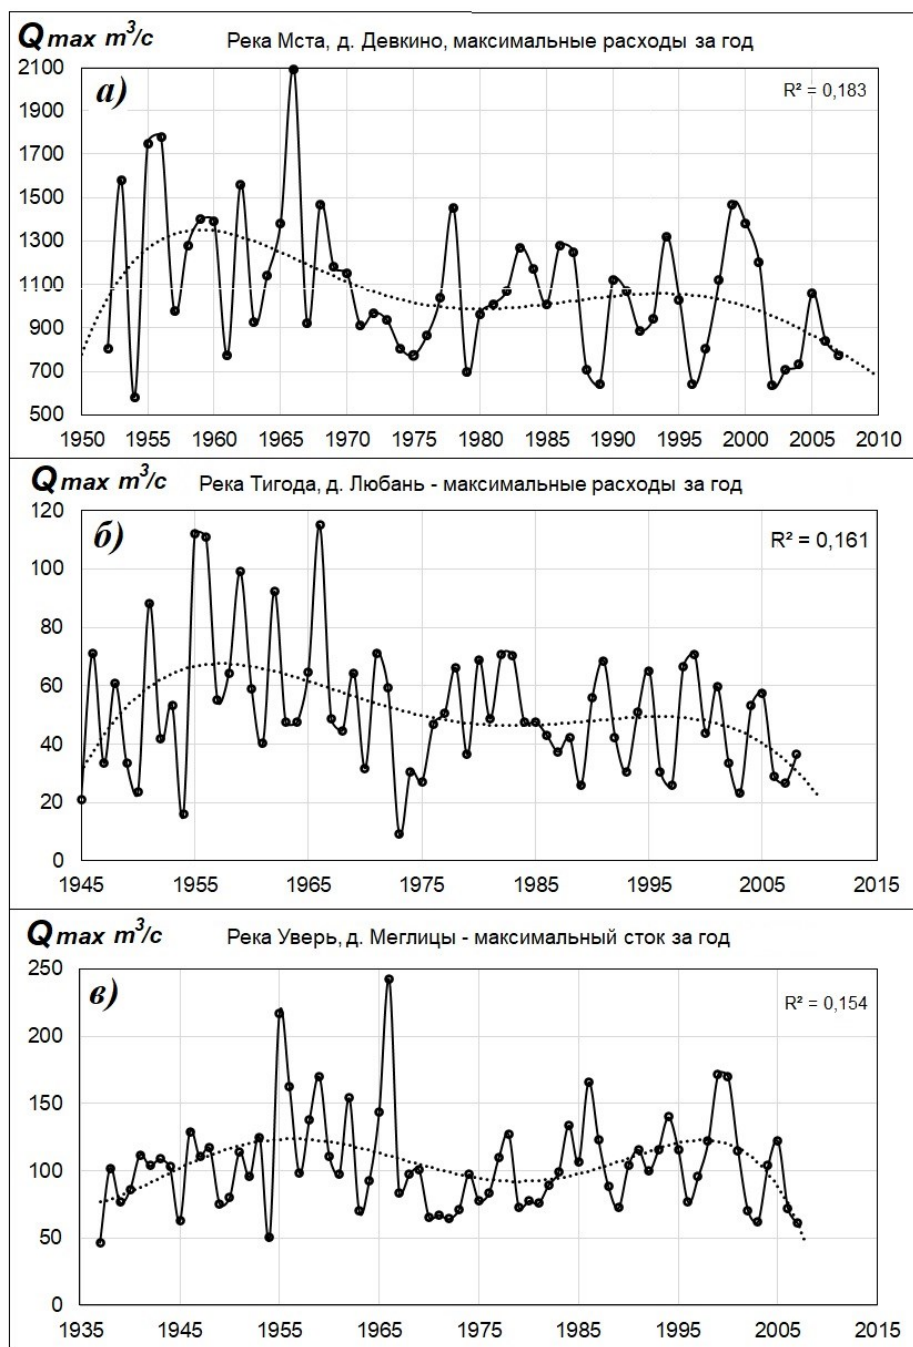 Qmax m³/c
Река Мста, д. Девкино, максимальные расходы за год
а)
R² = 0,183
2100
1900
1700
1500
1300
1100
900
700
500
1950 1955 1960 1965 1970 1975 1980 1985 1990 1995 2000 2005 2010
Qmax m³/c
Река Тигода, д. Любань - максимальные расходы за год
б)
R² = 0,161
120
100
80
60
40
20
0
1945 1955 1965 1975 1985 1995 2005 2015
Qmax m³/c
Река Уверь, д. Меглицы - максимальный сток за год
в)
R² = 0,154
250
200
150
100
50
0
1935 1945 1955 1965 1975 1985 1995 2005 2015